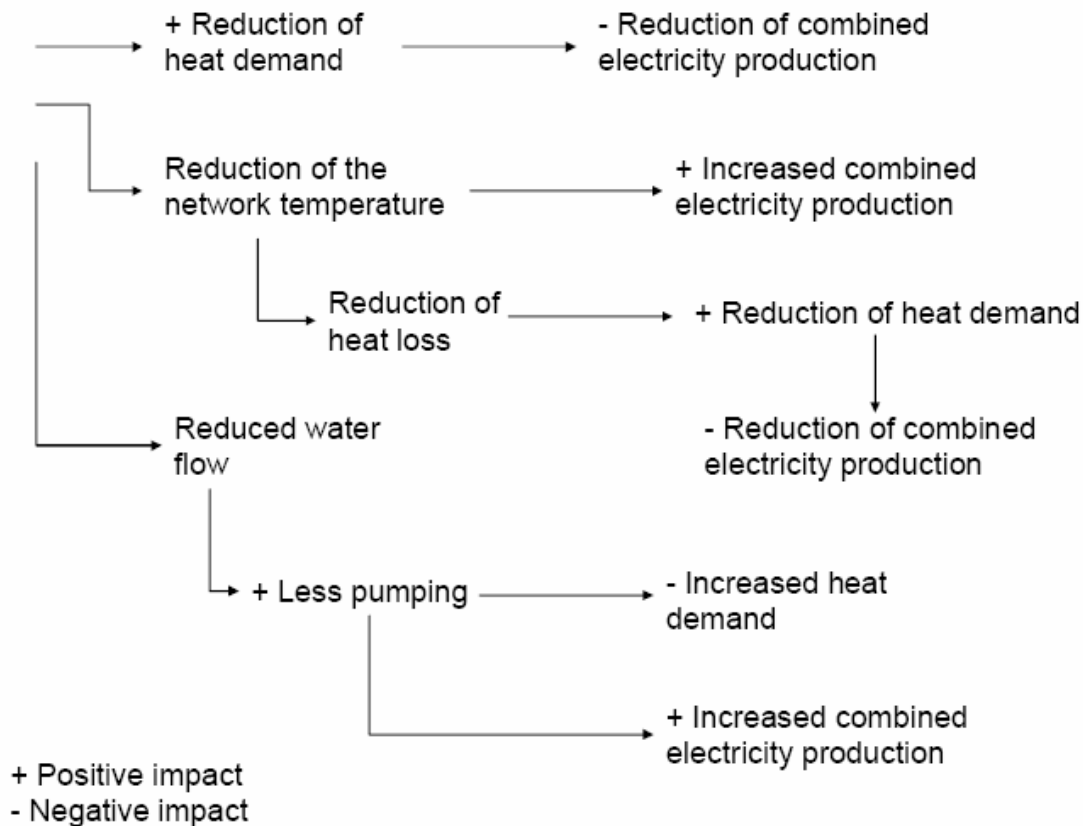 + Reduction of
heat demand
- Reduction of combined
electricity production
Reduction of the
network temperature
+ Increased combined
electricity production
Reduction of
heat loss
+ Reduction of heat demand
- Reduction of combined
electricity production
Reduced water
flow
+ Less pumping
- Increased heat
demand
+ Increased combined
electricity production
+ Positive impact
- Negative impact